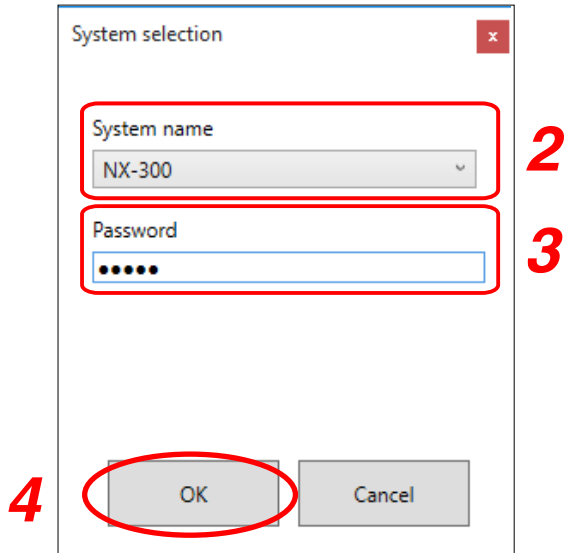 System selection
x
System name
2
NX-300
Password
3
•••••
4
OK
Cancel